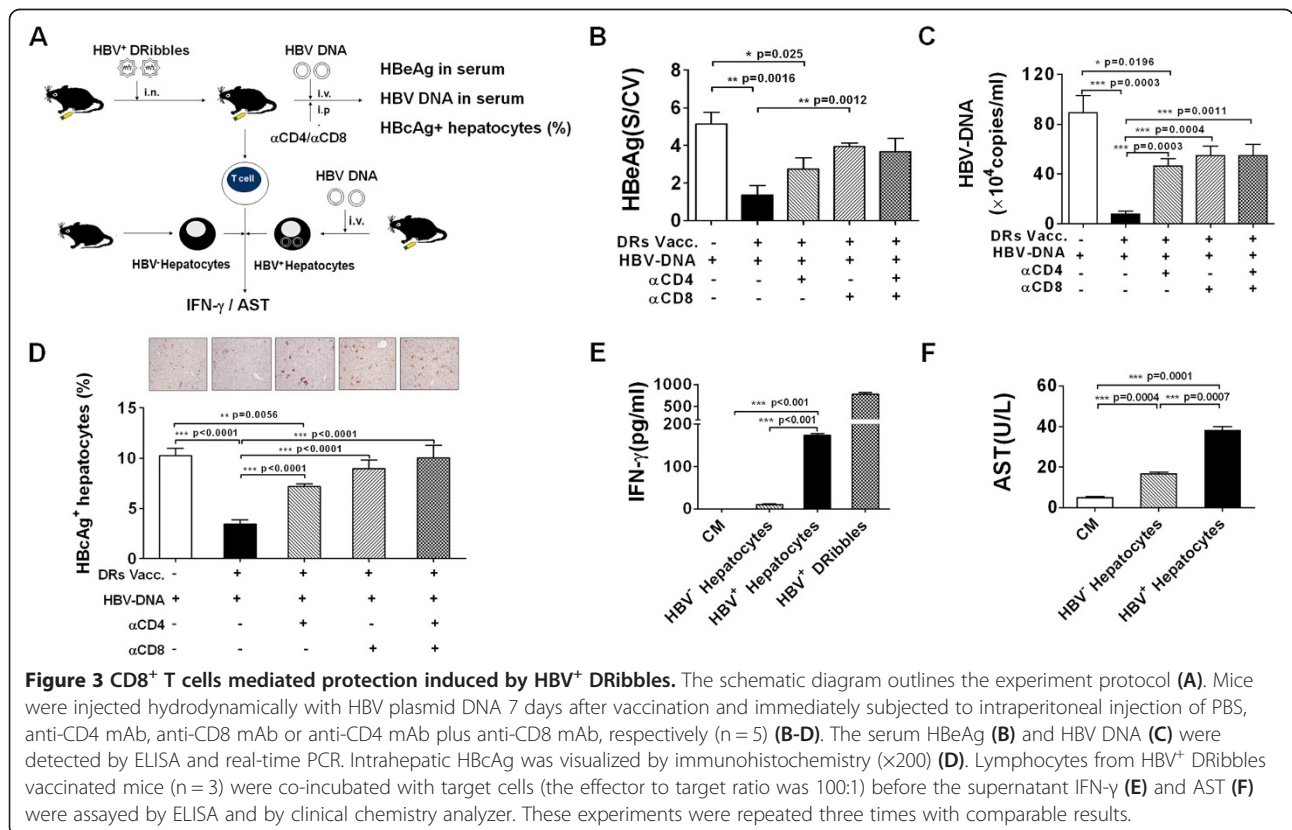 A
HBV⁺ DRibbles
i.n.
HBV DNA
i.v.
i.p
.
αCD4/αCD8
HBeAg in serum
HBV DNA in serum
HBcAg+ hepatocytes (%)
T cell
HBV DNA
i.v.
HBV⁻Hepatocytes
HBV⁺Hepatocytes
IFN-γ / AST
B
HBeAg(S/CV)
8
6
4
2
0
* p=0.025
** p=0.0016
** p=0.0012
DRs Vacc. - + + + +
HBV-DNA + + + + +
αCD4 - - + - +
αCD8 - - - + +
C
HBV-DNA
(×10⁴ copies/ml)
120
80
40
0
* p=0.0196
*** p=0.0003
*** p=0.0011
*** p=0.0004
*** p=0.0003
DRs Vacc. - + + + +
HBV-DNA + + + + +
αCD4 - - + - +
αCD8 - - - + +
D
HBcAg⁺ hepatocytes (%)
15
10
5
0
** p=0.0056
*** p<0.0001
*** p<0.0001
*** p<0.0001
DRs Vacc. - + + + +
HBV-DNA + + + + +
αCD4 - - + - +
αCD8 - - - + +
E
IFN-γ(pg/ml)
1000
500
200
100
0
*** p<0.001
*** p<0.001
CM
HBV⁻ Hepatocytes
HBV⁺ Hepatocytes
HBV⁺ DRibbles
F
AST(U/L)
60
40
20
0
*** p=0.0001
*** p=0.0004
*** p=0.0007
CM
HBV⁻ Hepatocytes
HBV⁺ Hepatocytes
Figure 3 CD8⁺ T cells mediated protection induced by HBV⁺ DRibbles. The schematic diagram outlines the experiment protocol (A). Mice
were injected hydrodynamically with HBV plasmid DNA 7 days after vaccination and immediately subjected to intraperitoneal injection of PBS,
anti-CD4 mAb, anti-CD8 mAb or anti-CD4 mAb plus anti-CD8 mAb, respectively (n = 5) (B-D). The serum HBeAg (B) and HBV DNA (C) were
detected by ELISA and real-time PCR. Intrahepatic HBcAg was visualized by immunohistochemistry (×200) (D). Lymphocytes from HBV⁺ DRibbles
vaccinated mice (n = 3) were co-incubated with target cells (the effector to target ratio was 100:1) before the supernatant IFN-γ (E) and AST (F)
were assayed by ELISA and by clinical chemistry analyzer. These experiments were repeated three times with comparable results.